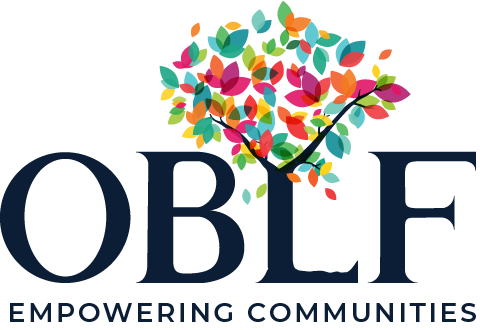 OBLF
EMPOWERING COMMUNITIES